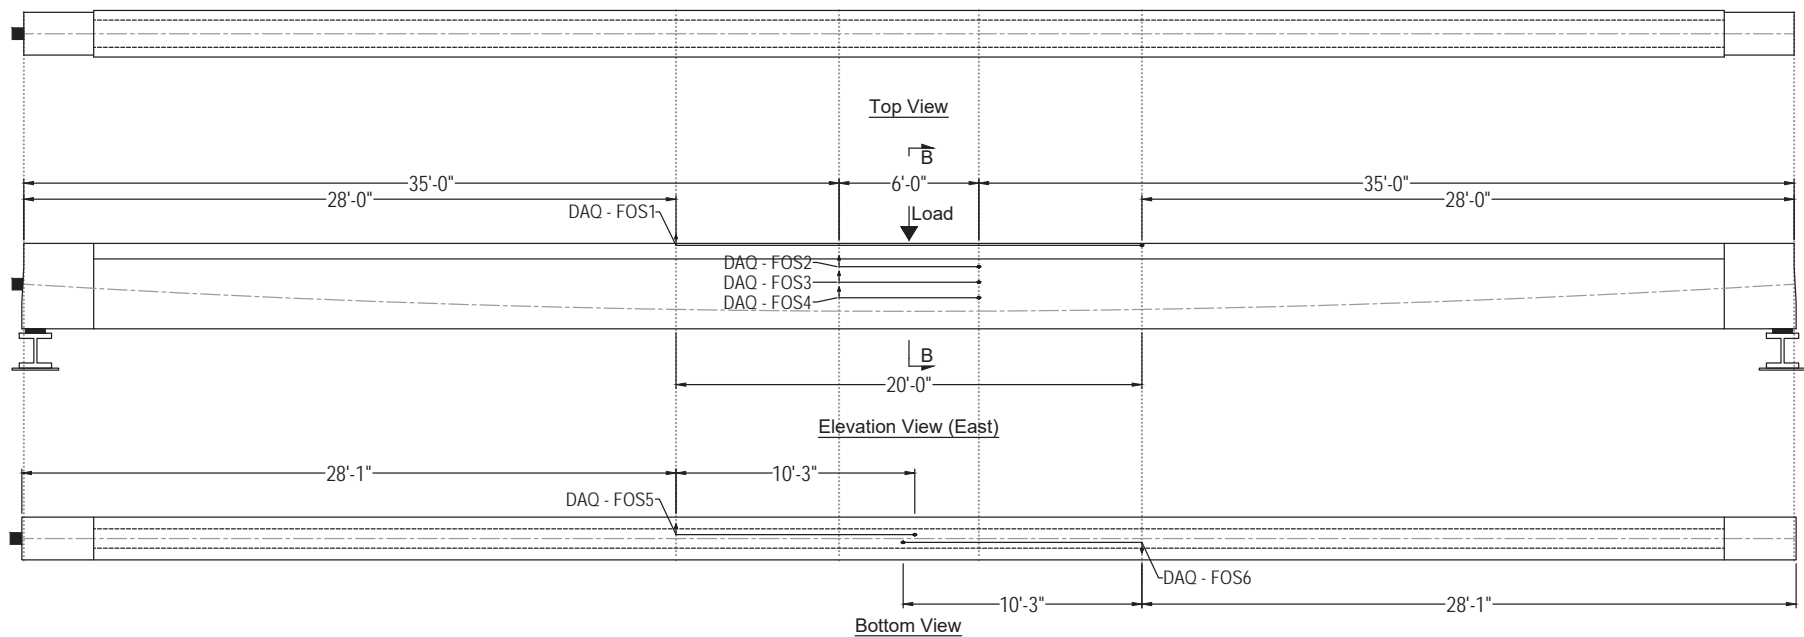 Top View
B
35'-0"
6'-0"
35'-0"
28'-0"
28'-0"
DAQ - FOS1
Load
DAQ - FOS2
DAQ - FOS3
DAQ - FOS4
B
20'-0"
Elevation View (East)
28'-1"
10'-3"
DAQ - FOS5
DAQ - FOS6
10'-3"
28'-1"
Bottom View